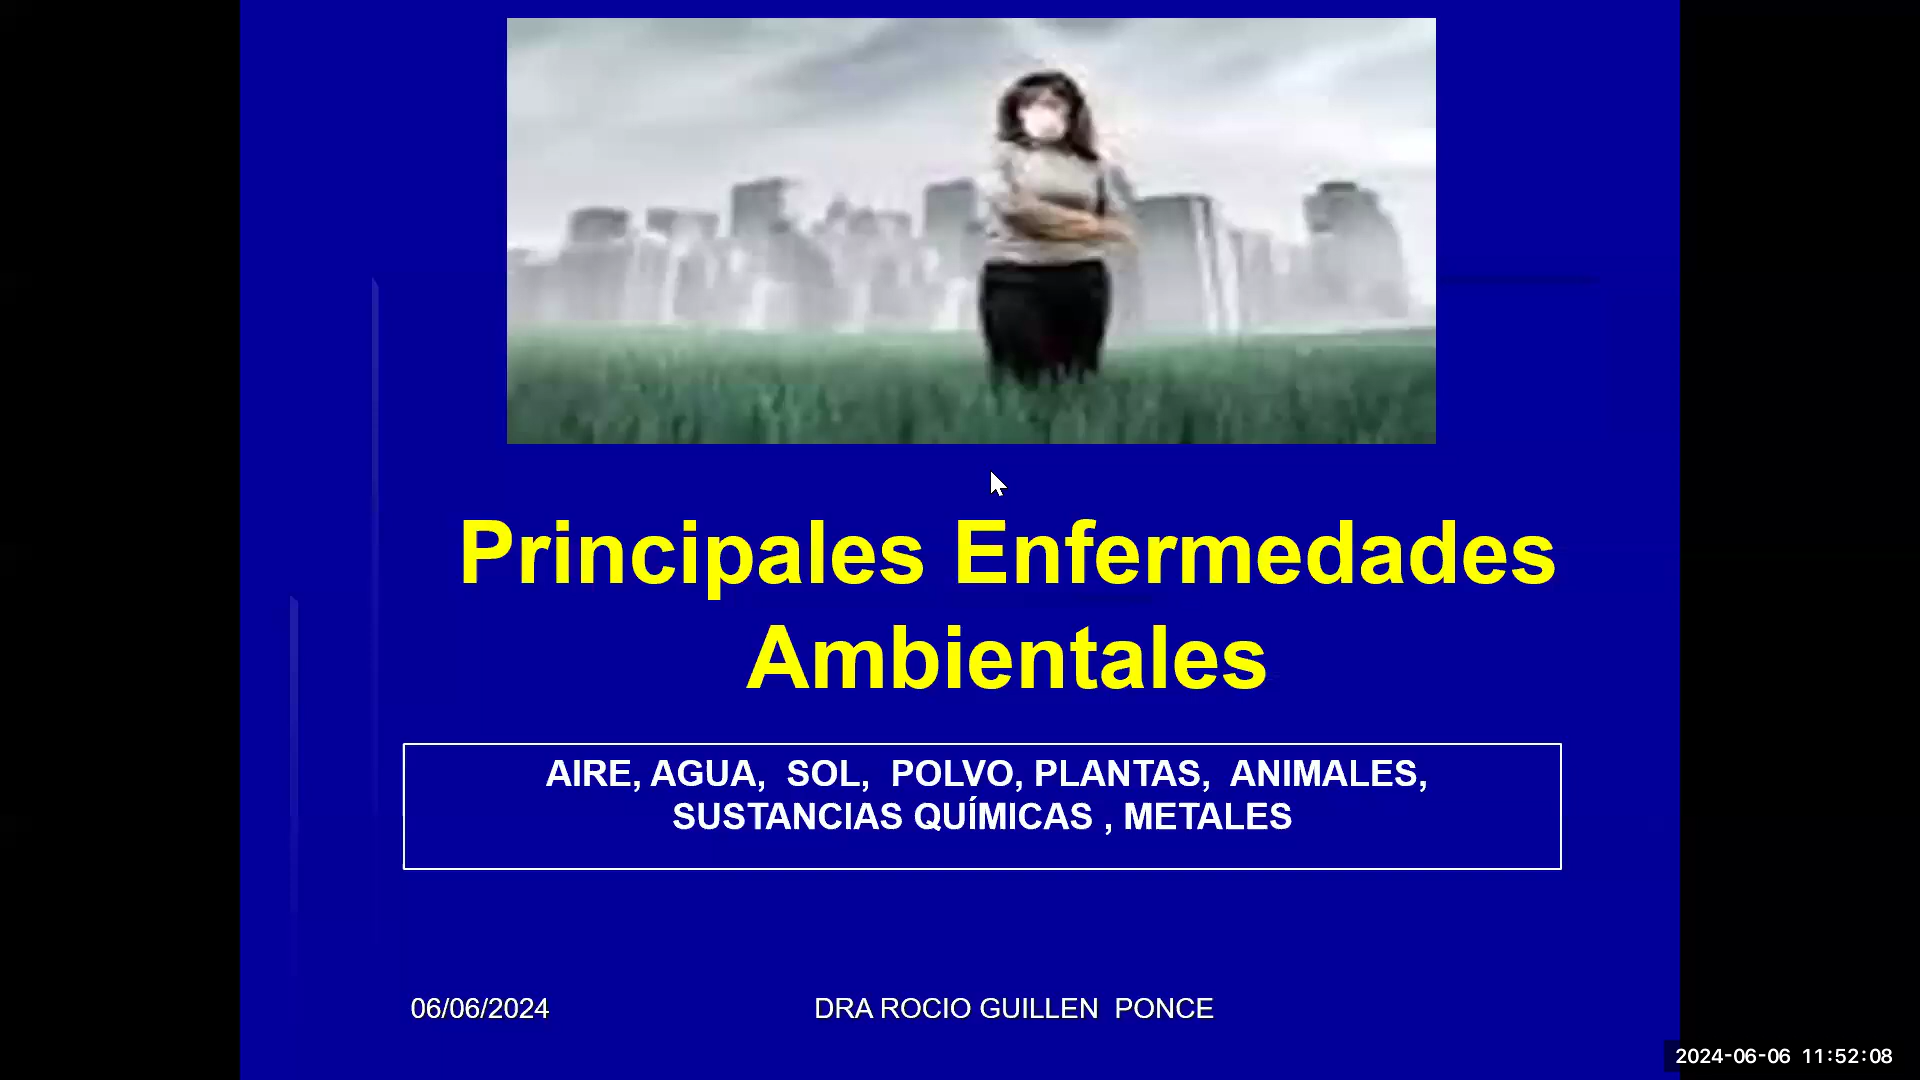 Principales Enfermedades
Ambientales
AIRE, AGUA, SOL, POLVO, PLANTAS, ANIMALES,
SUSTANCIAS QUÍMICAS , METALES
06/06/2024
DRA ROCIO GUILLEN PONCE
2024-06-06 11:52:08